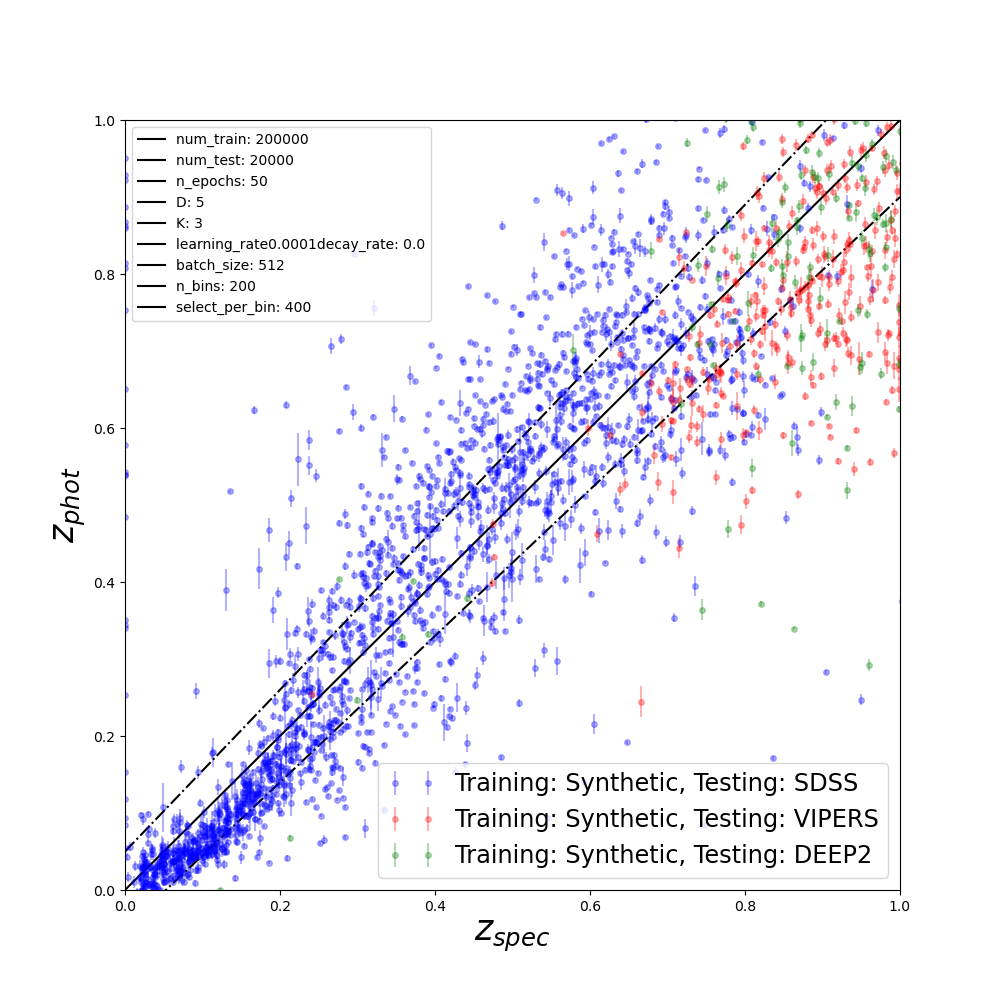 1.0
0.8
0.6
0.4
0.2
0.0
z_phot
num_train: 200000
num_test: 20000
n_epochs: 50
D: 5
K: 3
learning_rate0.0001decay_rate: 0.0
batch_size: 512
n_bins: 200
select_per_bin: 400
Training: Synthetic, Testing: SDSS
Training: Synthetic, Testing: VIPERS
Training: Synthetic, Testing: DEEP2
0.0 0.2 0.4 0.6 0.8 1.0
z_spec